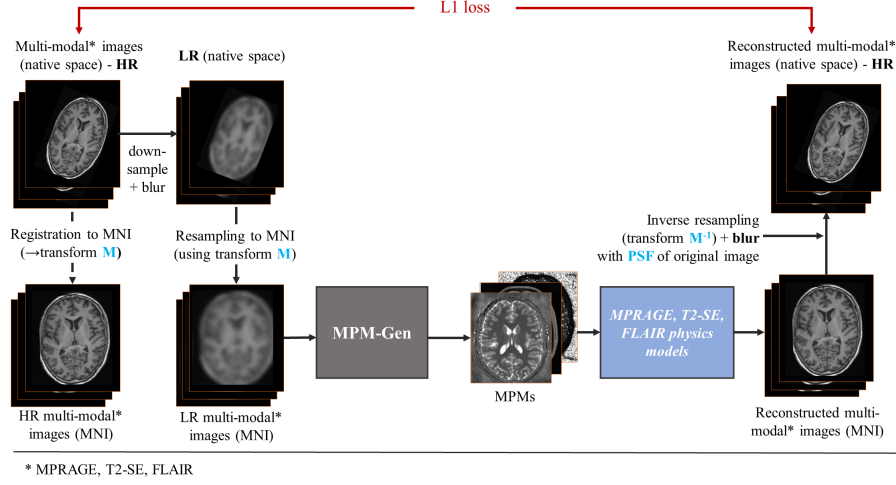 L1 loss
Multi-modal* images
(native space) - HR
LR (native space)
Reconstructed multi-modal*
images (native space) - HR
down-
sample
+ blur
Registration to MNI
(→transform M)
Resampling to MNI
(using transform M)
Inverse resampling
(transform M-1) + blur
with PSF of original image
MPM-Gen
MPRAGE, T2-SE,
FLAIR physics
models
MPMs
HR multi-modal*
images (MNI)
LR multi-modal*
images (MNI)
Reconstructed multi-
modal* images (MNI)
* MPRAGE, T2-SE, FLAIR